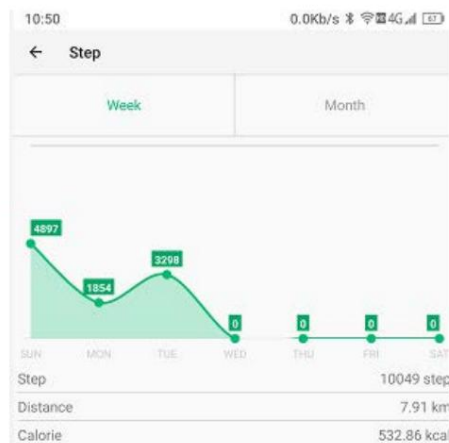 10:50 0.0Kb/s 4G 67
Step
Week Month
4897
3298
1854
0 0 0 0
SUN MON TUE WED THU FRI SAT
Step 10049 step
Distance 7.91 km
Calorie 532.86 kcal